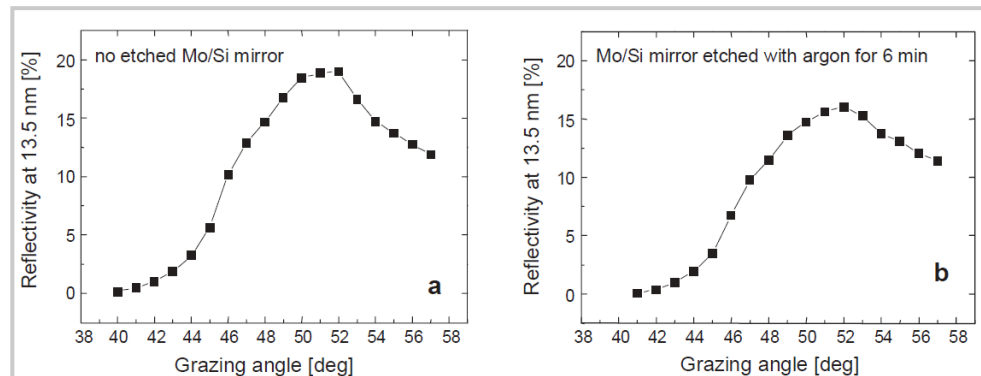 no etched Mo/Si mirror
Reflectivity at 13.5 nm [%]
20
15
10
5
0
a
38 40 42 44 46 48 50 52 54 56 58
Grazing angle [deg]
Mo/Si mirror etched with argon for 6 min
Reflectivity at 13.5 nm [%]
20
15
10
5
0
b
38 40 42 44 46 48 50 52 54 56 58
Grazing angle [deg]